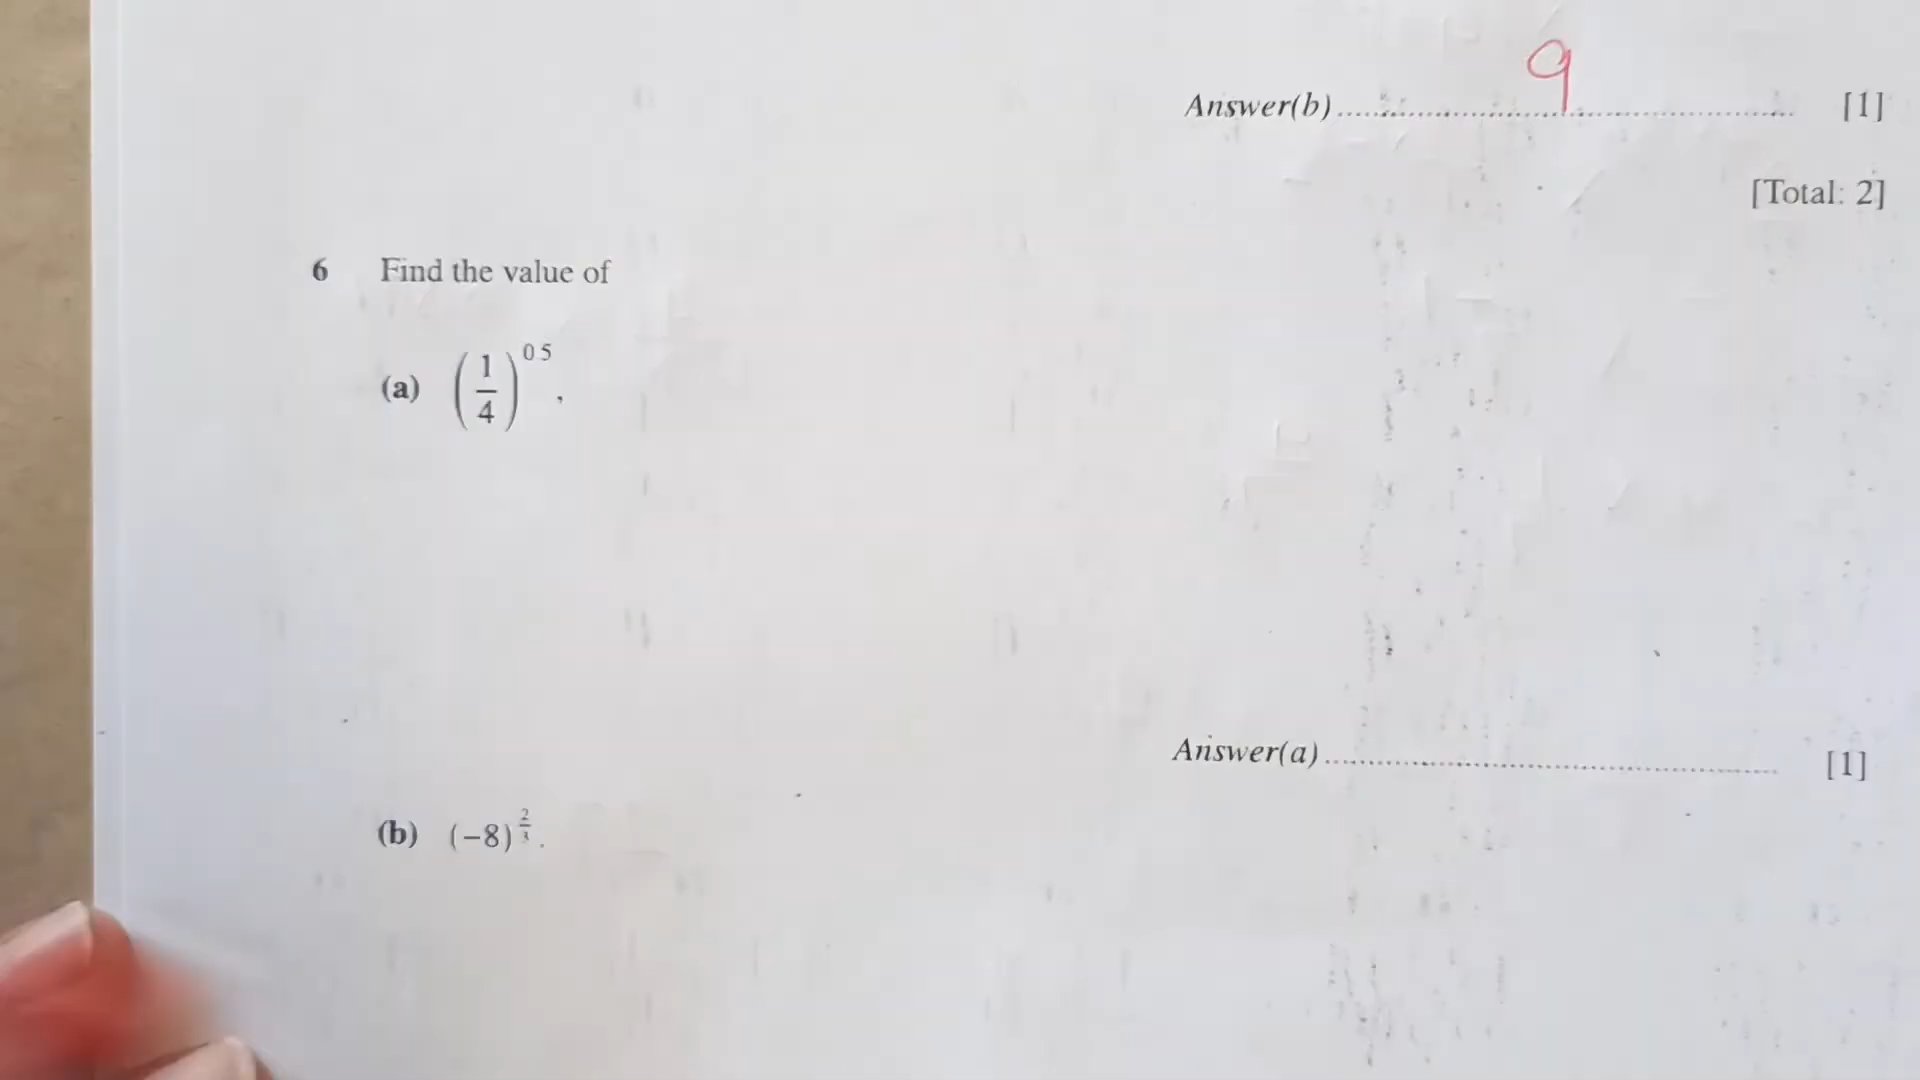 9
Answer(b)........................................ [1]
[Total: 2]
6 Find the value of
(a) (1/4)^0 5,
Answer(a)........................................ [1]
(b) (−8)^2/3.